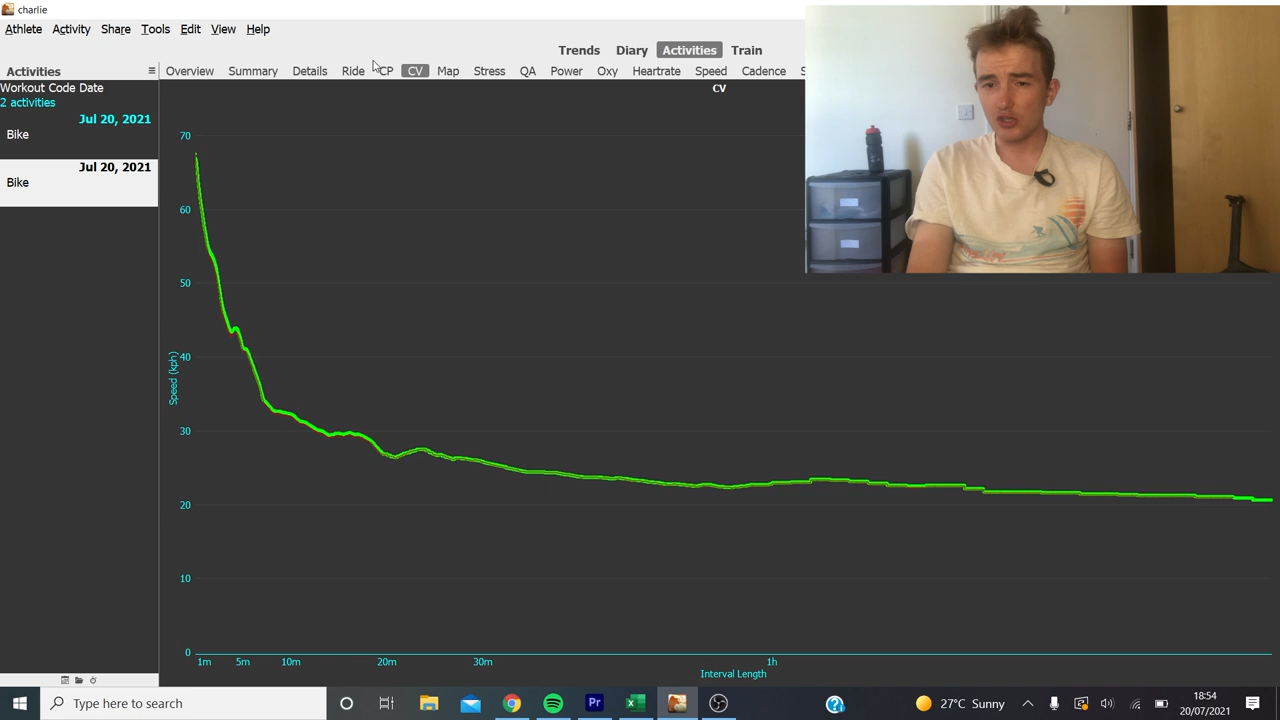 charlie
Athlete Activity Share Tools Edit View Help
Trends Diary Activities Train
Activities
Overview Summary Details Ride CP CV Map Stress QA Power Oxy Heartrate Speed Cadence S
Workout Code Date
2 activities
Jul 20, 2021
Bike
Jul 20, 2021
Bike
CV
70
60
50
40
30
20
10
0
Speed (kph)
1m 5m 10m 20m 30m 1h
Interval Length
Type here to search
Pr
27°C Sunny
18:54
20/07/2021